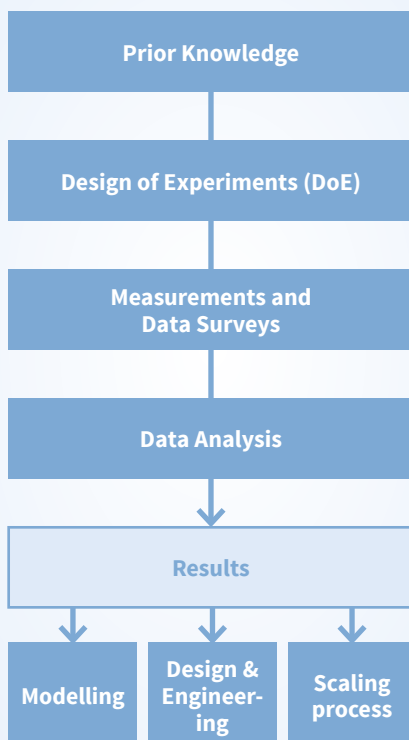 Prior Knowledge
Design of Experiments (DoE)
Measurements and
Data Surveys
Data Analysis
Results
Modelling
Design &
Engineer-
ing
Scaling
process